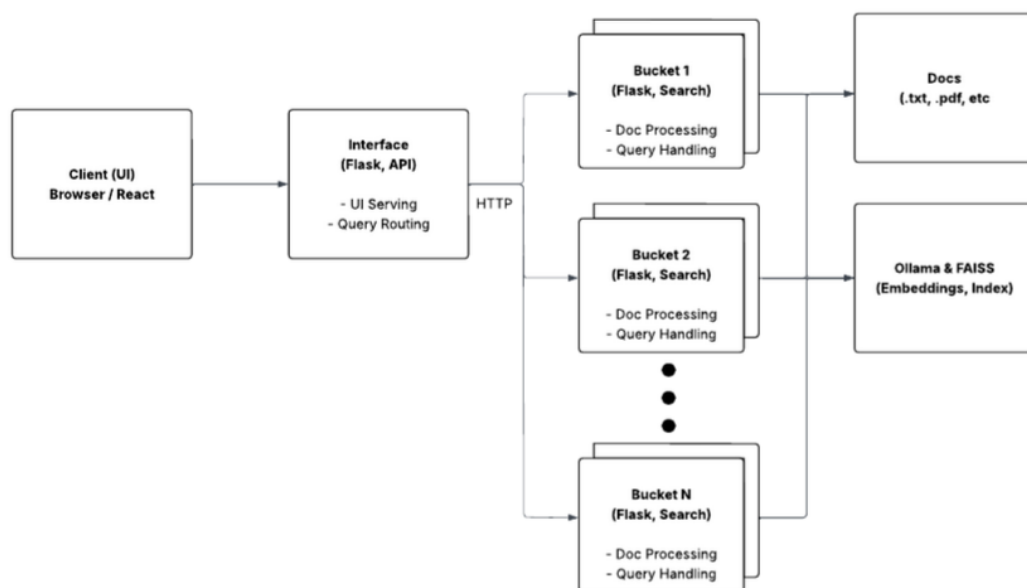 Client (UI)
Browser / React
Interface
(Flask, API)
- UI Serving
- Query Routing
HTTP
Bucket 1
(Flask, Search)
- Doc Processing
- Query Handling
Bucket 2
(Flask, Search)
- Doc Processing
- Query Handling
Bucket N
(Flask, Search)
- Doc Processing
- Query Handling
Docs
(.txt, .pdf, etc
Ollama & FAISS
(Embeddings, Index)